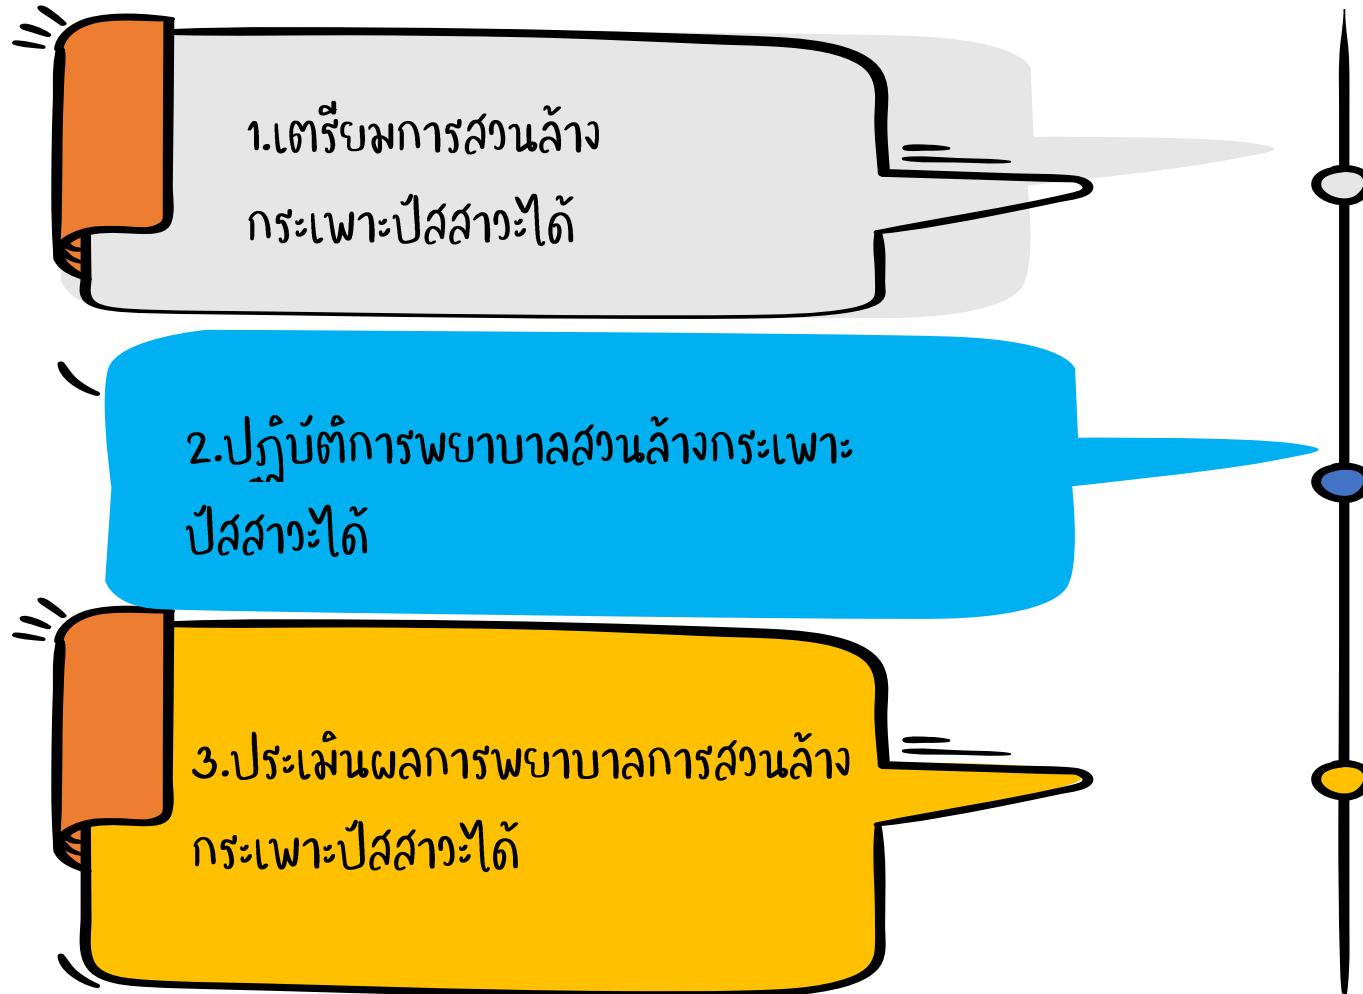 1.เตรียมการสวนล้าง
กระเพาะปัสสาวะได้
2.ปฏิบัติการพยาบาลสวนล้างกระเพาะ
ปัสสาวะได้
3.ประเมินผลการพยาบาลการสวนล้าง
กระเพาะปัสสาวะได้